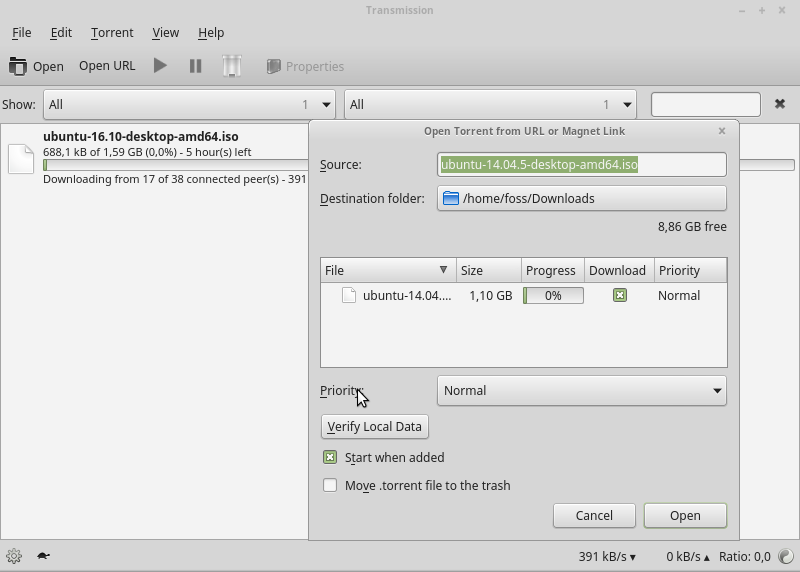 Transmission
File Edit Torrent View Help
Open Open URL Properties
Show: All 1 All 1
ubuntu-16.10-desktop-amd64.iso
688,1 kB of 1,59 GB (0,0%) - 5 hour(s) left
Downloading from 17 of 38 connected peer(s) - 391
Open Torrent from URL or Magnet Link
Source: ubuntu-14.04.5-desktop-amd64.iso
Destination folder: /home/foss/Downloads
8,86 GB free
File Size Progress Download Priority
ubuntu-14.04.... 1,10 GB 0% Normal
Priority: Normal
Verify Local Data
Start when added
Move .torrent file to the trash
Cancel Open
391 kB/s 0 kB/s Ratio: 0,0